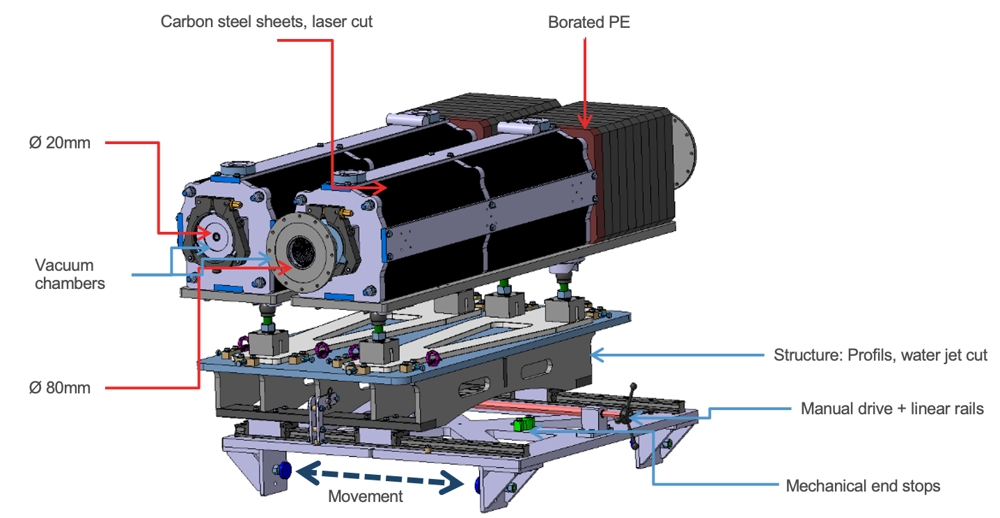 Carbon steel sheets, laser cut
Borated PE
Ø 20mm
Vacuum
chambers
Ø 80mm
Structure: Profils, water jet cut
Manual drive + linear rails
Mechanical end stops
Movement